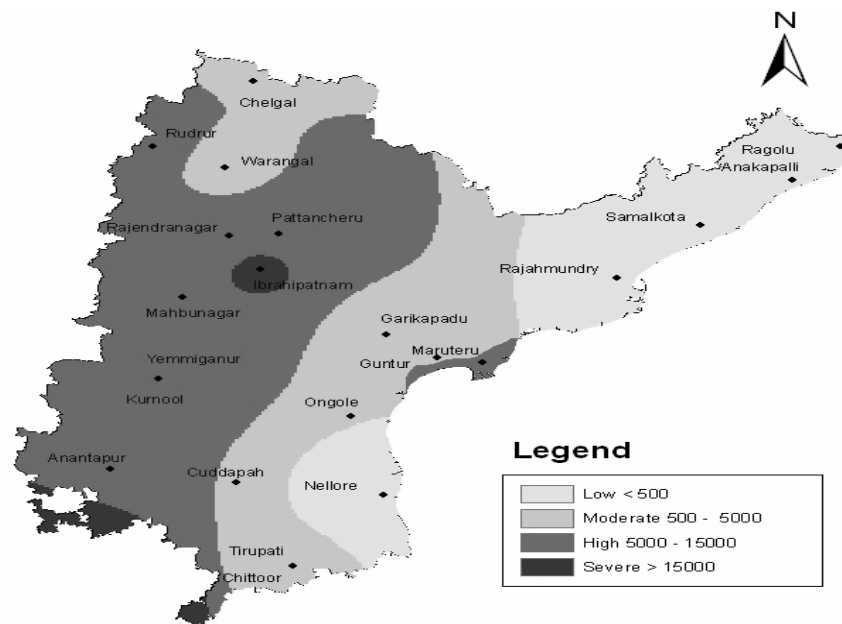 N
Chelgal
Rudrur
Warangal
Ragolu
Anakapalli
Pattancheru
Rajendranagar
Samalkota
Ibrahipatnam
Rajahmundry
Mahbunagar
Garikapadu
Maruteru
Guntur
Yemmiganur
Kurnool
Ongole
Anantapur
Cuddapah
Nellore
Tirupati
Chittoor
Legend
Low < 500
Moderate 500 - 5000
High 5000 - 15000
Severe > 15000